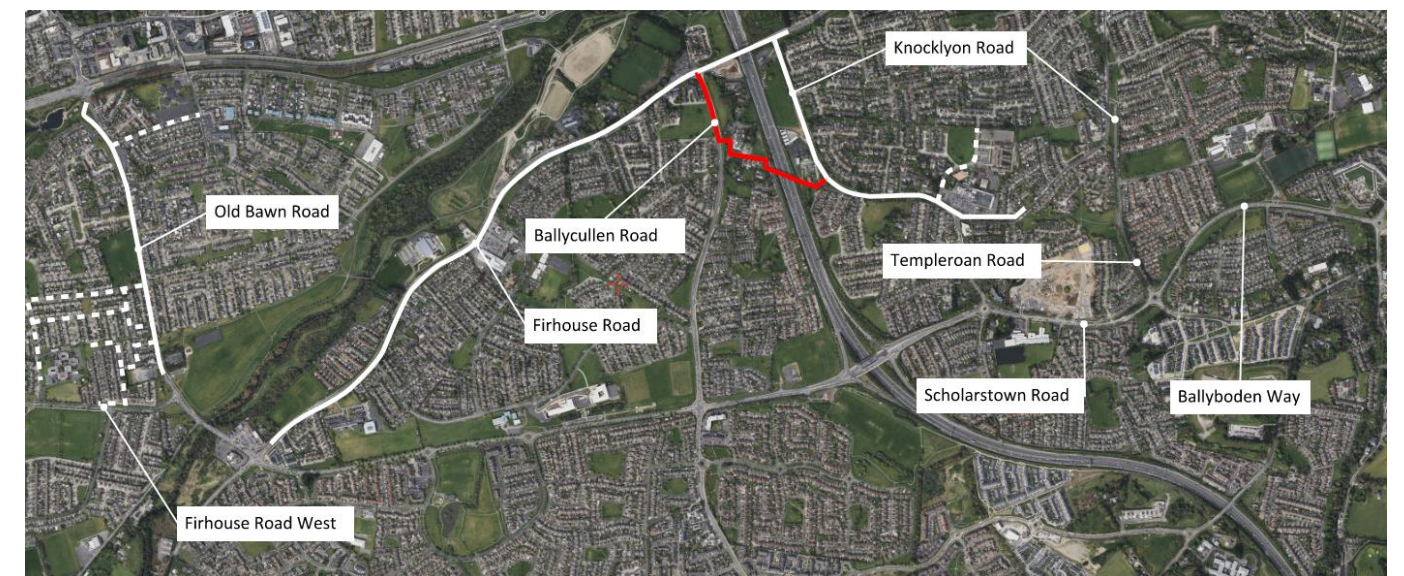 Knocklyon Road
Old Bawn Road
Ballycullen Road
Templeroan Road
Firhouse Road
Scholarstown Road
Ballyboden Way
Firhouse Road West